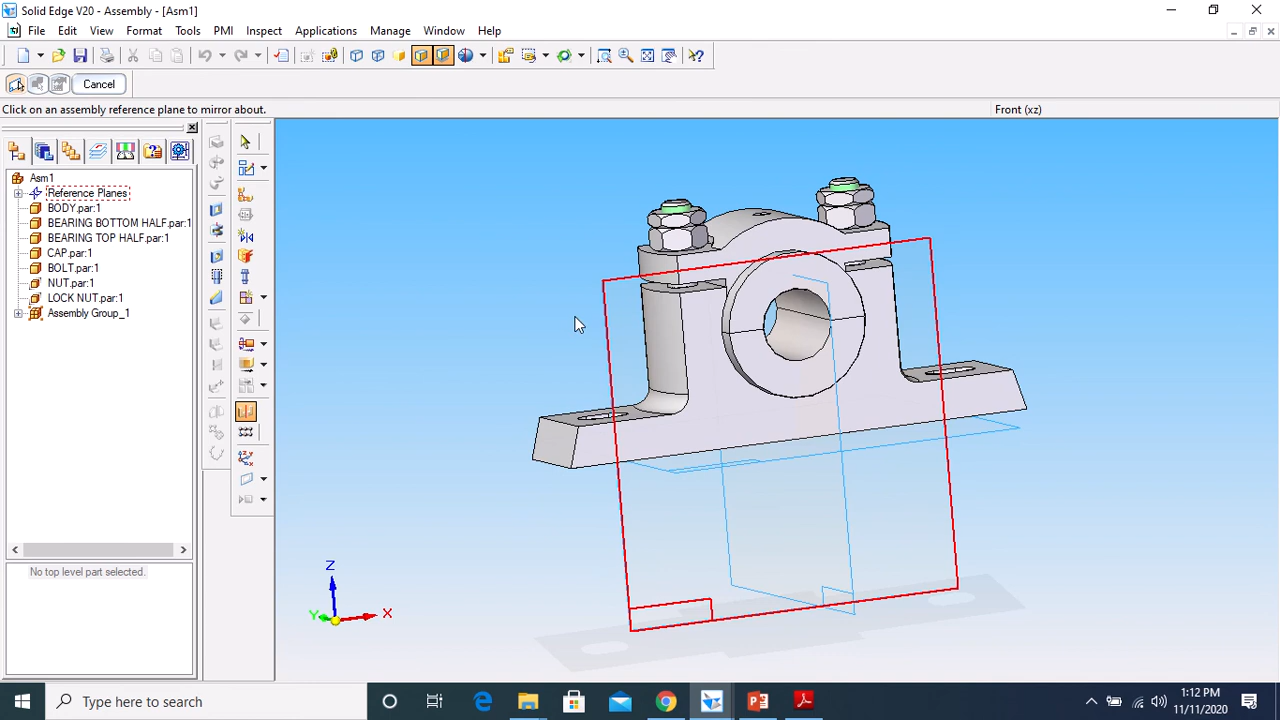 Solid Edge V20 - Assembly - [Asm1]
File Edit View Format Tools PMI Inspect Applications Manage Window Help
Cancel
Click on an assembly reference plane to mirror about.
Front (xz)
Asm1
Reference Planes
BODY.par:1
BEARING BOTTOM HALF.par:1
BEARING TOP HALF.par:1
CAP.par:1
BOLT.par:1
NUT.par:1
LOCK NUT.par:1
Assembly Group_1
No top level part selected.
Z
Y
X
Type here to search
1:12 PM
11/11/2020